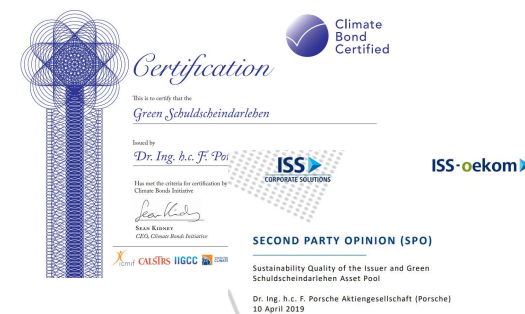 Climate
Bond
Certified
Certification
This is to certify that the
Green Schuldscheindarlehen
Issued by
Dr. Ing. h.c. F. Por
Has met the criteria for certification by
Climate Bonds Initiative
Sean Kidney
SEAN KIDNEY
CEO, Climate Bonds Initiative
icmif CALSTRS IIGCC
ISS
CORPORATE SOLUTIONS
ISS-oekom
SECOND PARTY OPINION (SPO)
Sustainability Quality of the Issuer and Green
Schuldscheindarlehen Asset Pool
Dr. Ing. h.c. F. Porsche Aktiengesellschaft (Porsche)
10 April 2019